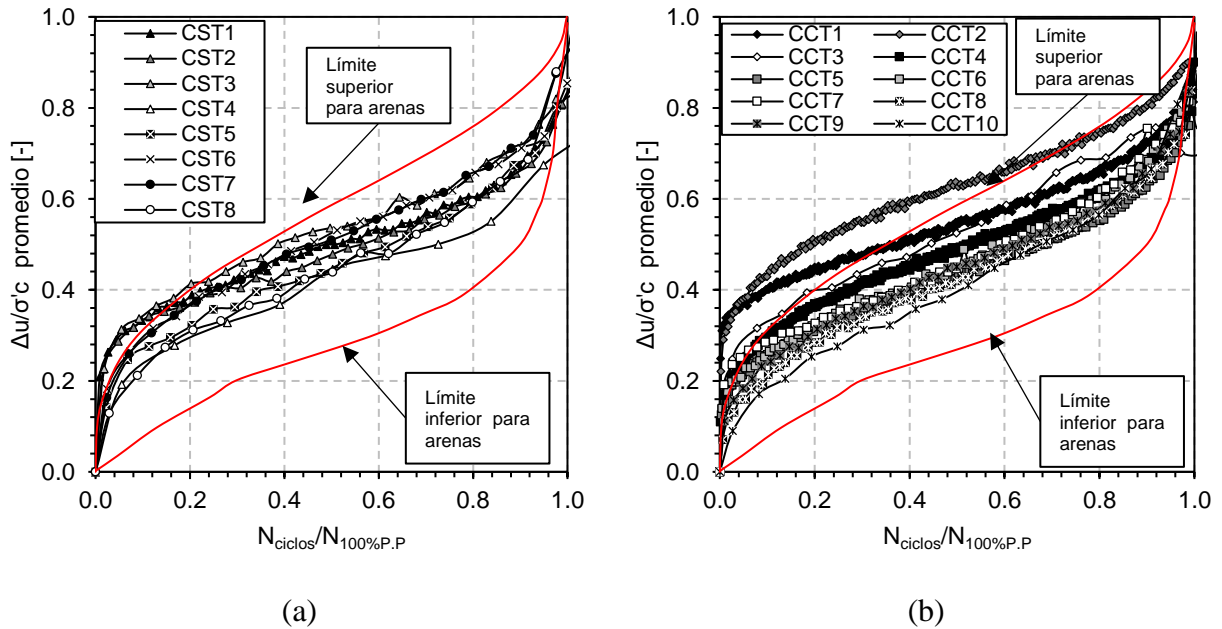 1.0
0.8
0.6
0.4
0.2
0.0
Δu/σ'c promedio [-]
CST1
CST2
CST3
CST4
CST5
CST6
CST7
CST8
Límite
superior
para arenas
Límite
inferior para
arenas
0.0 0.2 0.4 0.6 0.8 1.0
Nciclos/N100%P.P
(a)
1.0
0.8
0.6
0.4
0.2
0.0
Δu/σ'c promedio [-]
CCT1 CCT2
CCT3 CCT4
CCT5 CCT6
CCT7 CCT8
CCT9 CCT10
Límite
superior
para arenas
Límite
inferior para
arenas
0.0 0.2 0.4 0.6 0.8 1.0
Nciclos/N100%P.P
(b)